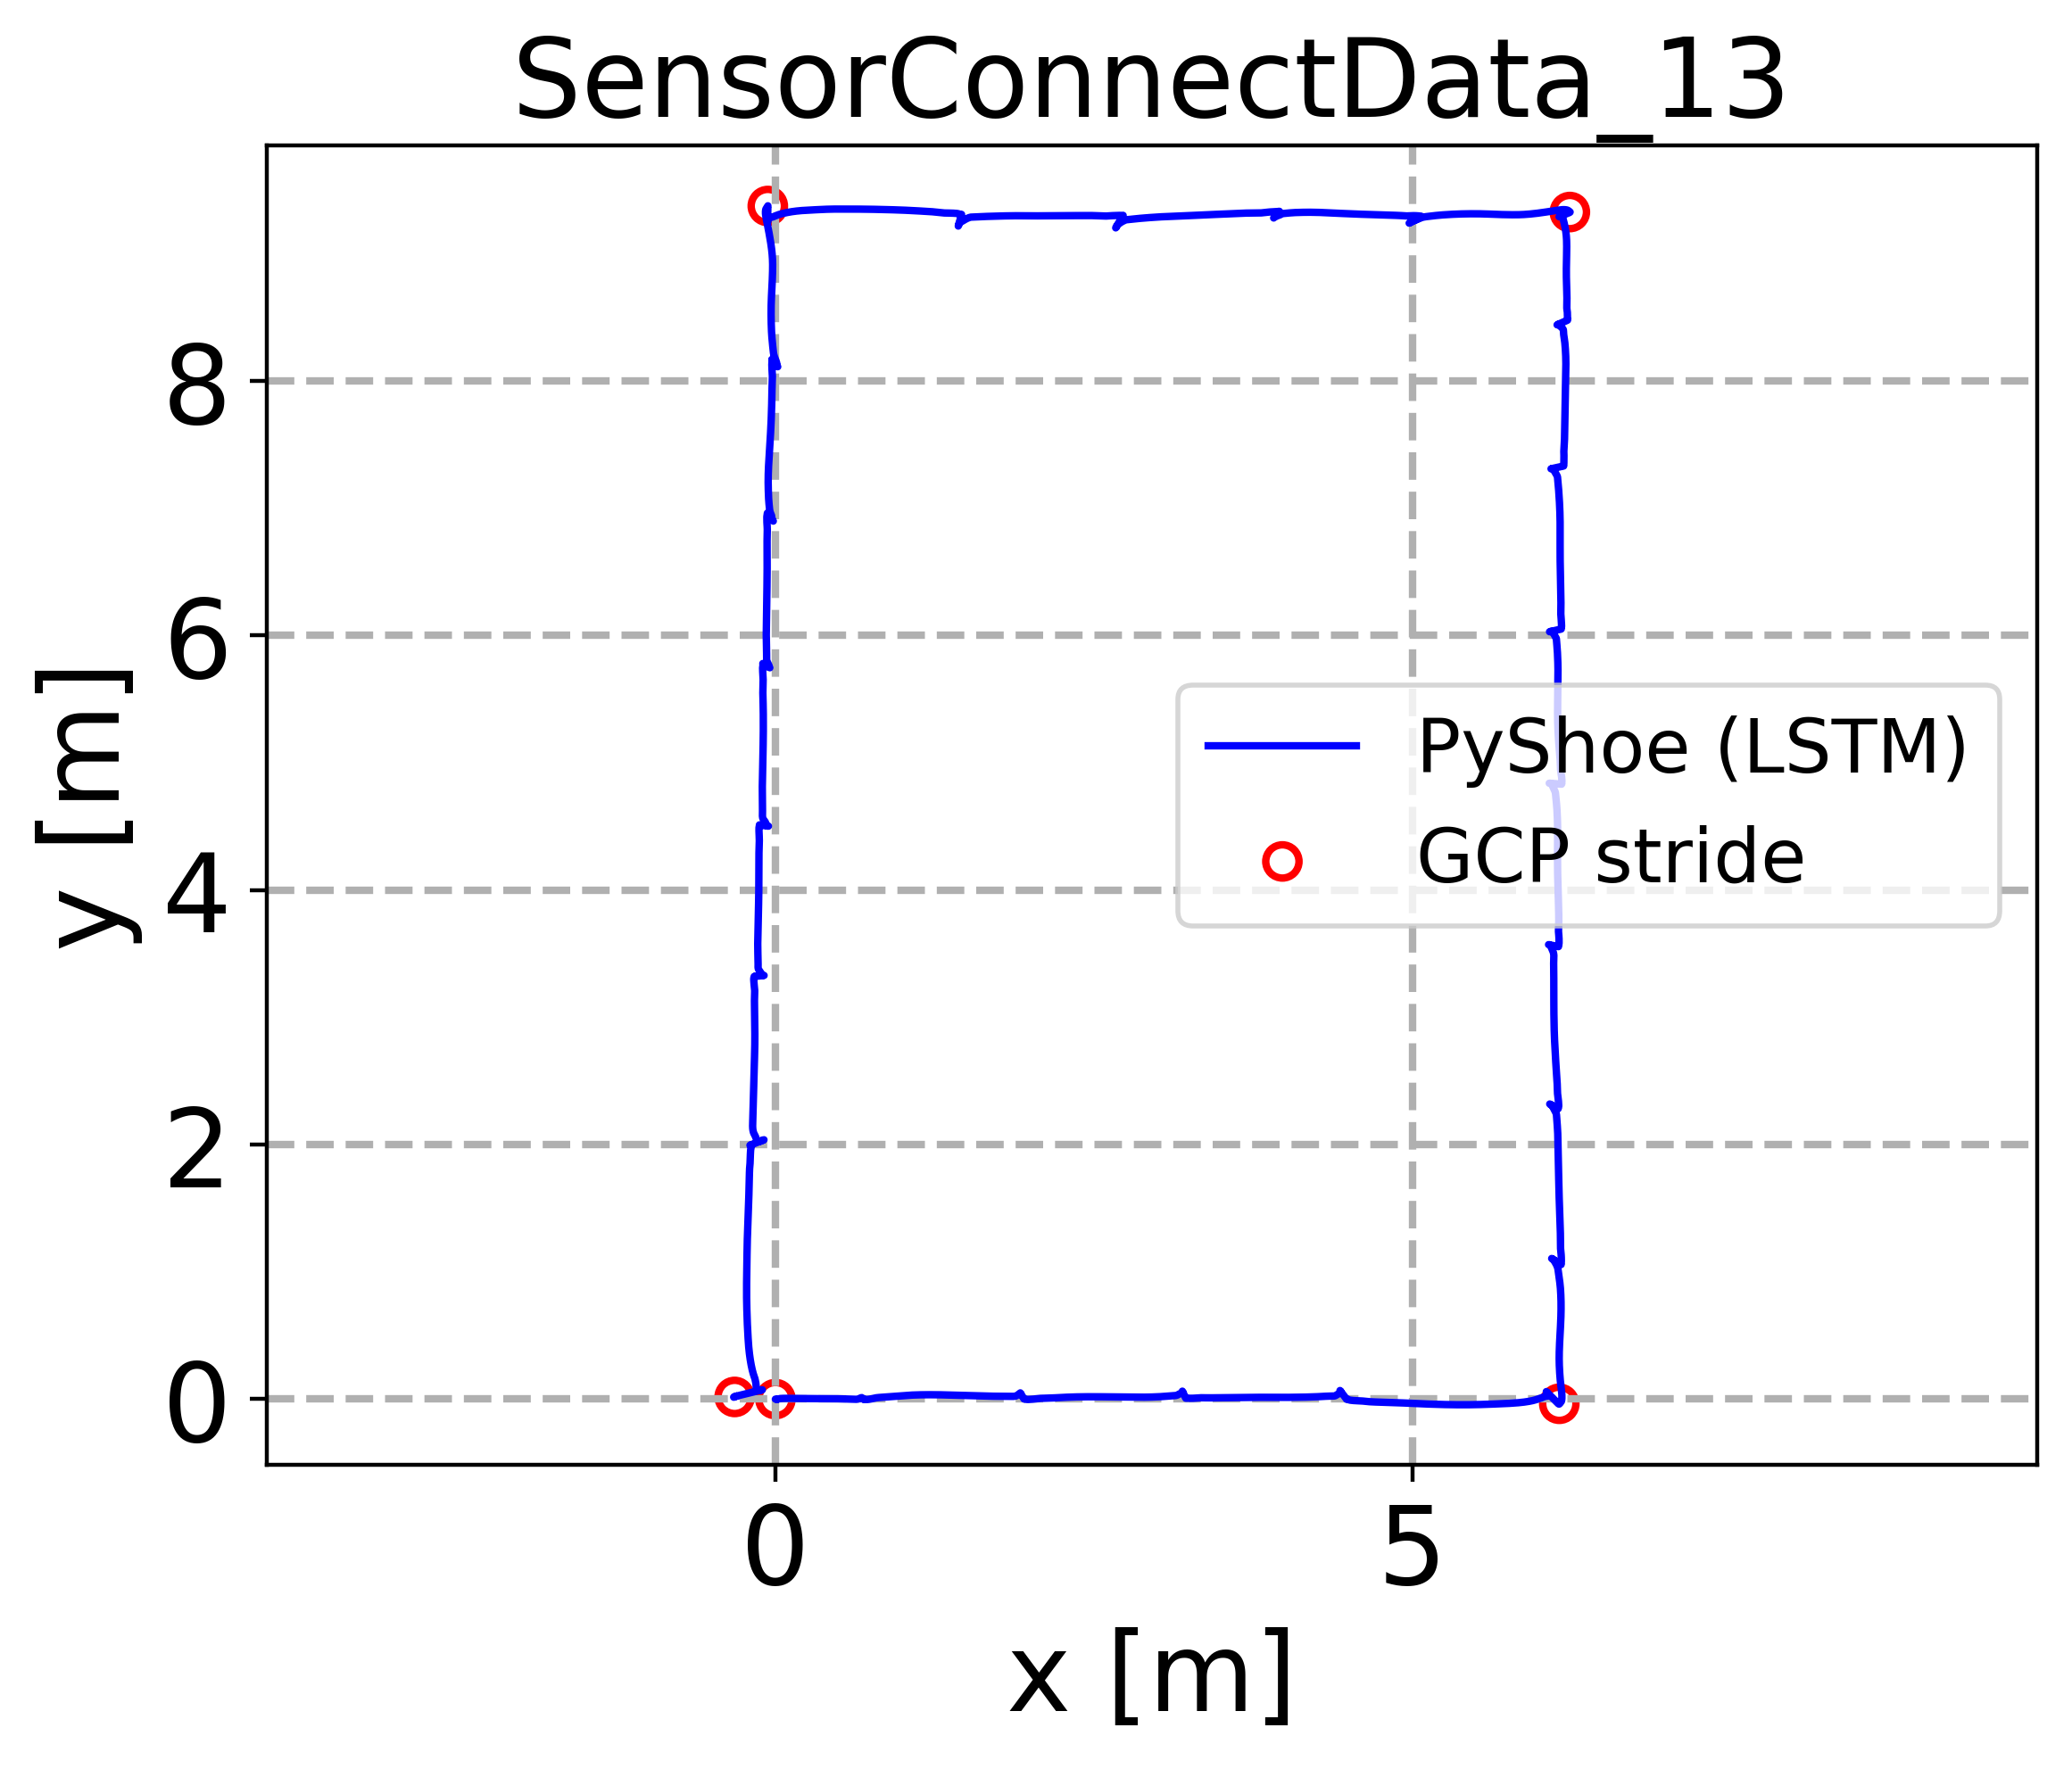 SensorConnectData_13
8
6
4
2
0
y [m]
PyShoe (LSTM)
GCP stride
0 5
x [m]